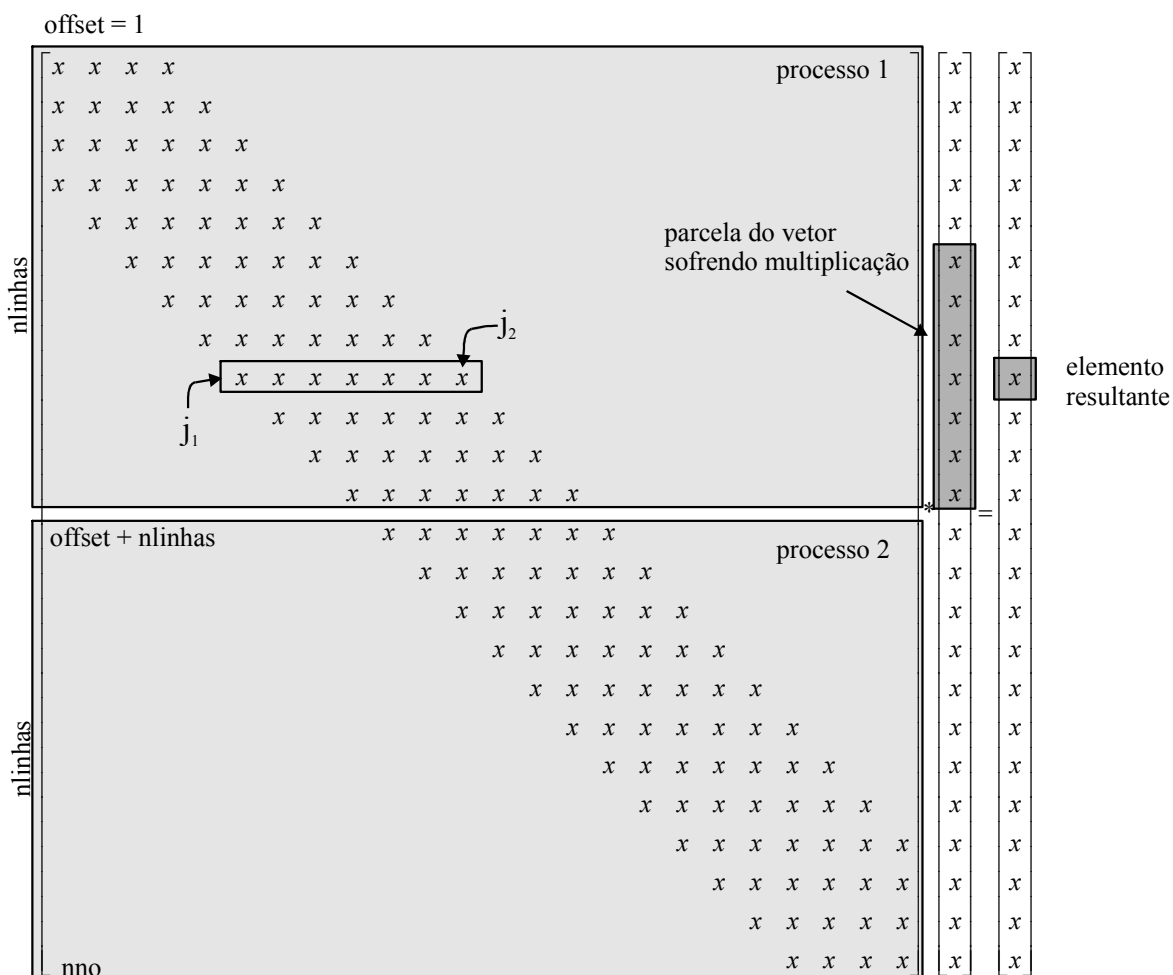 offset = 1
x x x x processo 1 x x
x x x x x x x
x x x x x x x x
x x x x x x x x x
x x x x x x x x x
parcela do vetor
sofrendo multiplicação
x x x x x x x x x
x x x x x x x x x
nlinhas
x x x x x x x x x
j₂
x x x x x x x x x
elemento
resultante
j₁
x x x x x x x x x
x x x x x x x x x
x x x x x x x * x = x
offset + nlinhas
x x x x x x x x x
processo 2
x x x x x x x x x
x x x x x x x x x
x x x x x x x x x
x x x x x x x x x
x x x x x x x x x
nlinhas
x x x x x x x x x
x x x x x x x x x
x x x x x x x x x
x x x x x x x x
x x x x x x x
nno x x x x x x